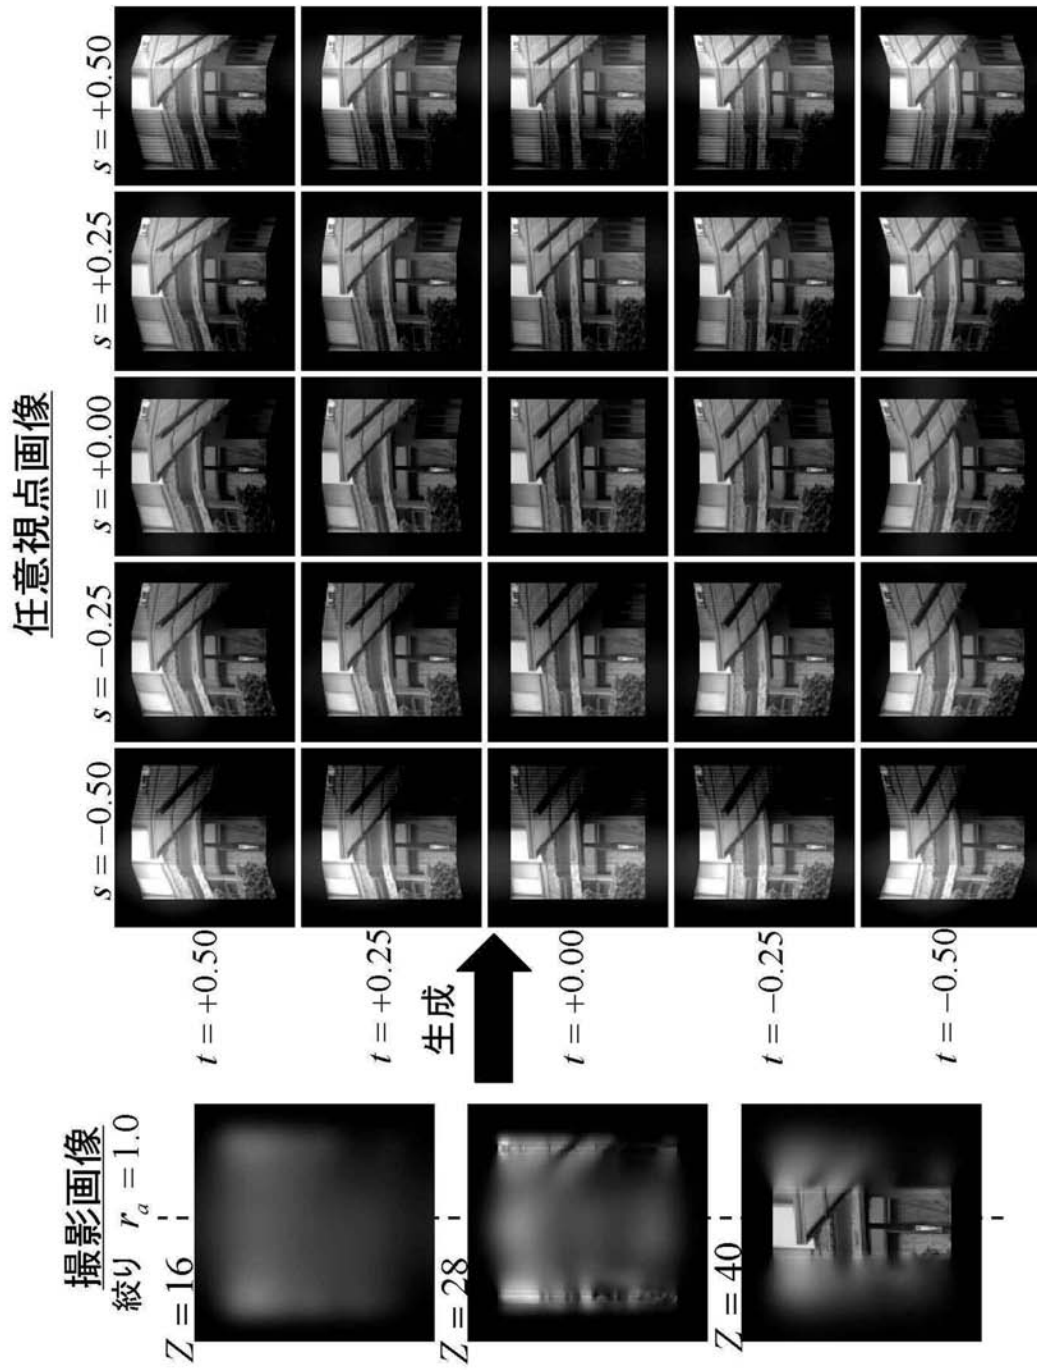 撮影画像
絞り r_a = 1.0
Z = 16
Z = 28
Z = 40
生成
任意視点画像
s = −0.50
s = −0.25
s = +0.00
s = +0.25
s = +0.50
t = +0.50
t = +0.25
t = +0.00
t = −0.25
t = −0.50